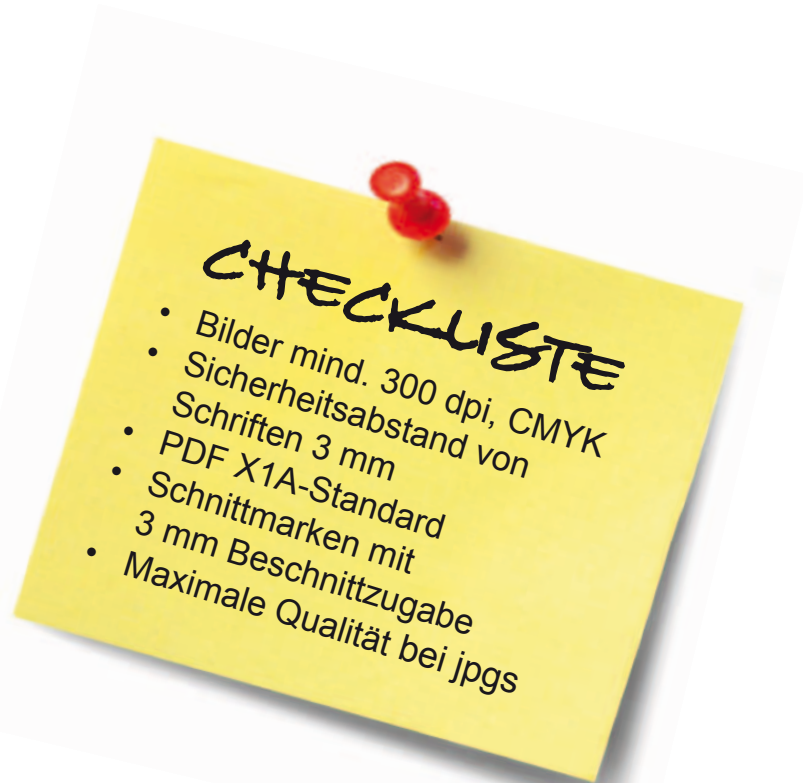 CHECKLISTE
• Bilder mind. 300 dpi, CMYK
• Sicherheitsabstand von
Schriften 3 mm
• PDF X1A-Standard
• Schnittmarken mit
3 mm Beschnittzugabe
• Maximale Qualität bei jpgs